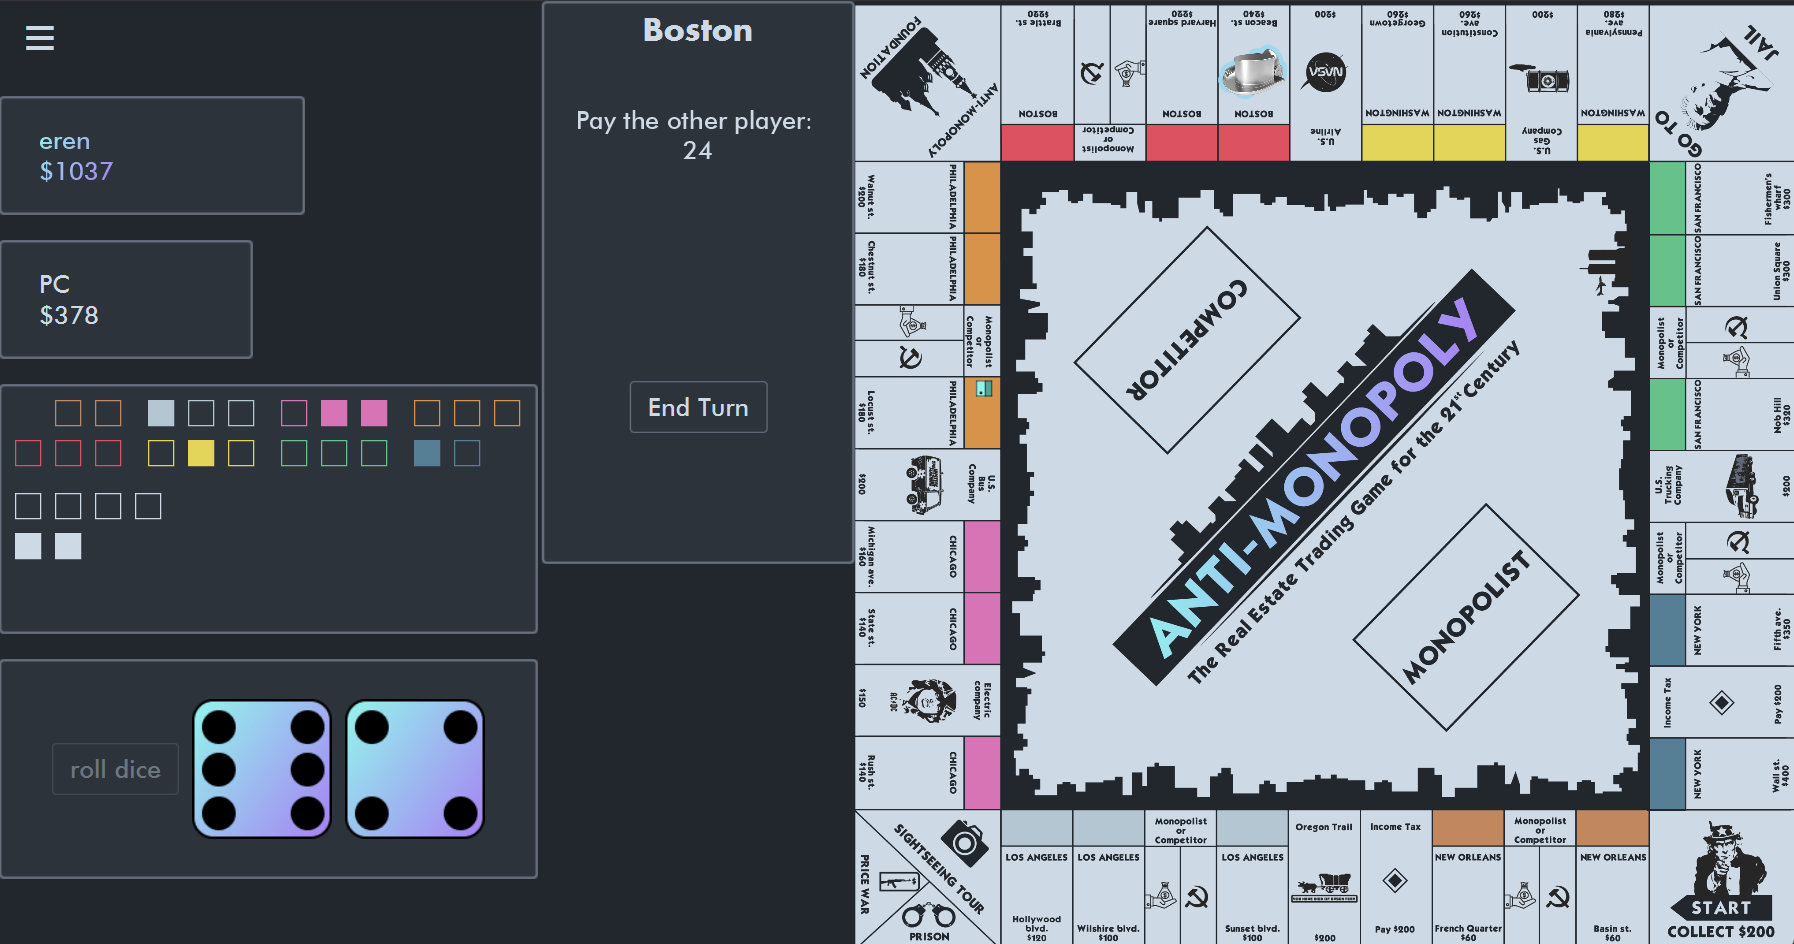 eren
$1037
PC
$378
roll dice
Boston
Pay the other player:
24
End Turn
FOUNDATION
ANTI-MONOPOLY
$220
Brattle st.
BOSTON
Monopolist
or
Competitor
$220
Harvard square
BOSTON
$240
Beacon st.
BOSTON
$200
U.S.
Airline
$260
Georgetown
WASHINGTON
$260
Constitution
ave.
WASHINGTON
$200
U.S.
Gas
Company
$280
Pennsylvania
ave.
WASHINGTON
GO TO
JAIL
Walnut st.
$200
PHILADELPHIA
Chestnut st.
$180
PHILADELPHIA
Monopolist
or
Competitor
Locust st.
$180
PHILADELPHIA
U.S.
Bus
Company
$200
Michigan ave.
$160
CHICAGO
State st.
$140
CHICAGO
Electric
company
$150
Rush st.
$140
CHICAGO
COMPETITOR
ANTI-MONOPOLY
The Real Estate Trading Game for the 21st Century
MONOPOLIST
SAN FRANCISCO
Fishermen's
wharf
$300
SAN FRANCISCO
Union Square
$300
Monopolist
or
Competitor
SAN FRANCISCO
Nob Hill
$320
U.S.
Trucking
Company
$200
Monopolist
or
Competitor
NEW YORK
Fifth ave.
$350
Income Tax
Pay $200
NEW YORK
Wall st.
$400
SIGHTSEEING TOUR
PRICE WAR
PRISON
LOS ANGELES
Hollywood
blvd.
$120
LOS ANGELES
Wilshire blvd.
$100
Monopolist
or
Competitor
LOS ANGELES
Sunset blvd.
$100
Oregon Trail
$200
Income Tax
Pay $200
NEW ORLEANS
French Quarter
$60
Monopolist
or
Competitor
NEW ORLEANS
Basin st.
$60
START
COLLECT $200